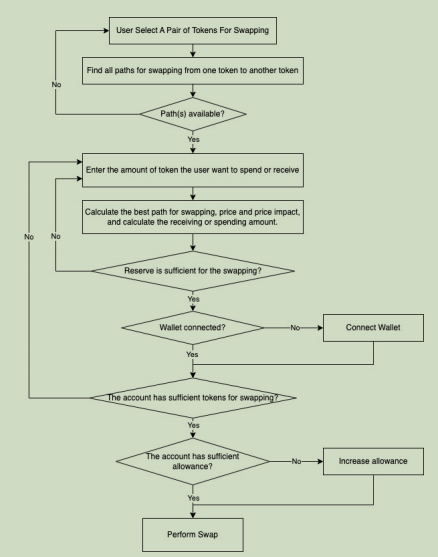 User Select A Pair of Tokens For Swapping
Find all paths for swapping from one token to another token
No
Path(s) available?
Yes
Enter the amount of token the user want to spend or receive
Calculate the best path for swapping, price and price impact,
and calculate the receiving or spending amount.
No
No
Reserve is sufficient for the swapping?
Yes
Wallet connected?
No
Connect Wallet
Yes
The account has sufficient tokens for swapping?
Yes
The account has sufficient
allowance?
No
Increase allowance
Yes
Perform Swap